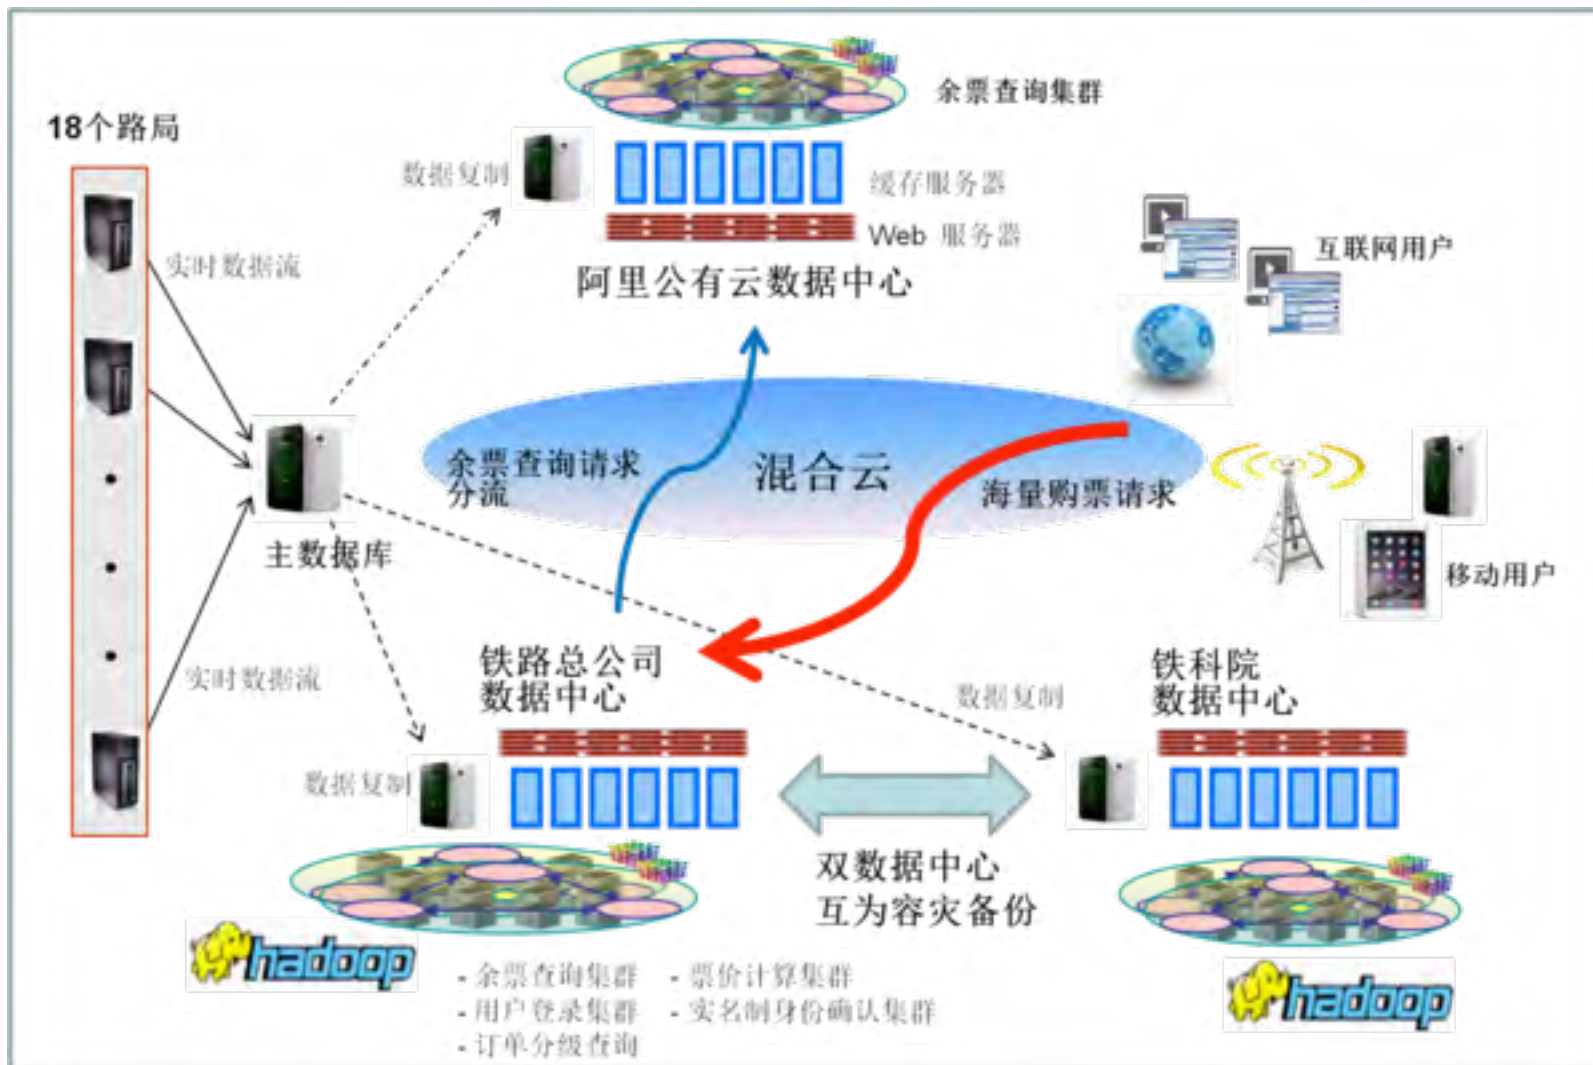 余票查询集群
18个路局
数据复制
缓存服务器
Web 服务器
实时数据流
互联网用户
阿里公有云数据中心
余票查询请求
分流
混合云
海量购票请求
主数据库
移动用户
铁路总公司
数据中心
铁科院
数据中心
实时数据流
数据复制
数据复制
双数据中心
互为容灾备份
hadoop
hadoop
- 余票查询集群
- 票价计算集群
- 用户登录集群
- 实名制身份确认集群
- 订单分级查询